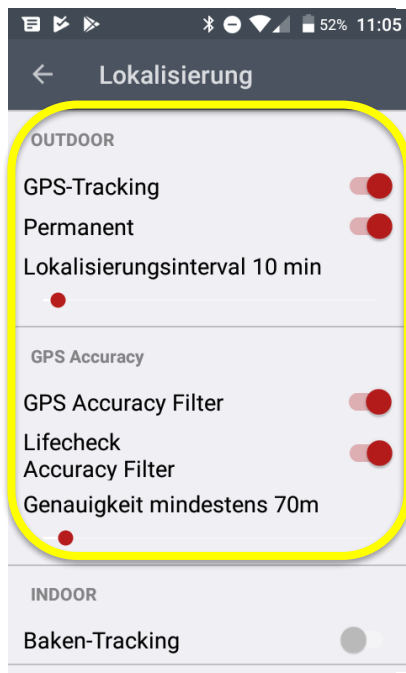 52% 11:05
Lokalisierung
OUTDOOR
GPS-Tracking
Permanent
Lokalisierungsinterval 10 min
GPS Accuracy
GPS Accuracy Filter
Lifecheck
Accuracy Filter
Genauigkeit mindestens 70m
INDOOR
Baken-Tracking